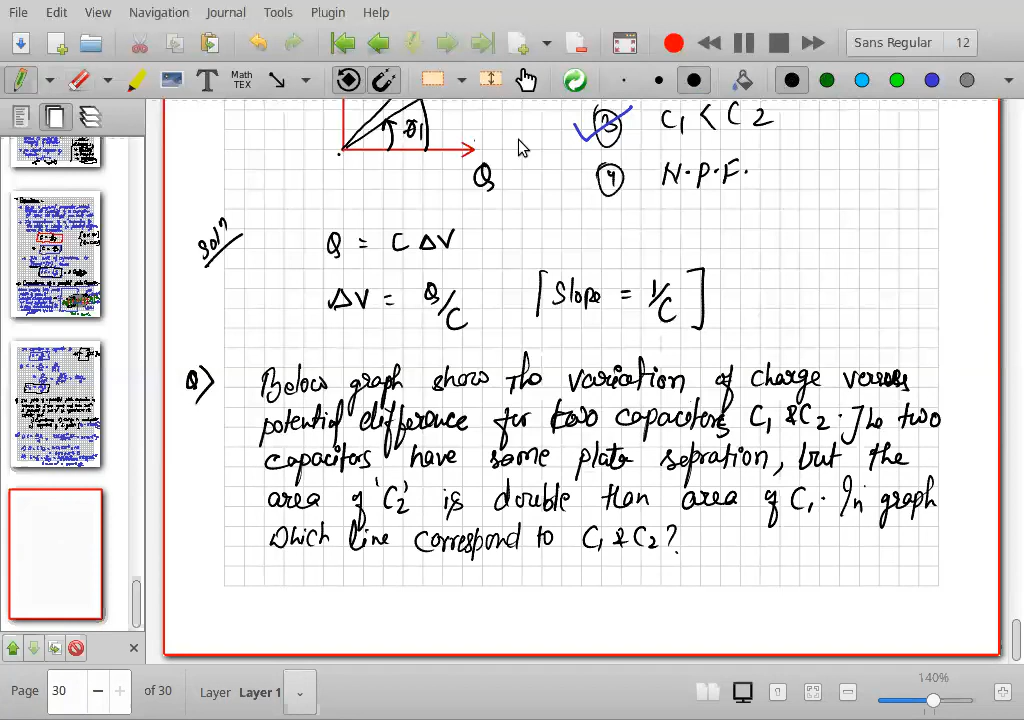 File Edit View Navigation Journal Tools Plugin Help
Sans Regular 12
Math TEX
θ1
Q
3 C1 < C2
4 N.P.F.
Soln
Q = C ΔV
ΔV = Q/C [Slope = 1/C]
Q) Below graph show the variation of charge verses
potential difference for two capacitors C1 & C2. The two
capacitors have same plate sepration, but the
area of 'C2' is double than area of C1. In graph
which line correspond to C1 & C2?
Page 30 of 30 Layer Layer 1 140%